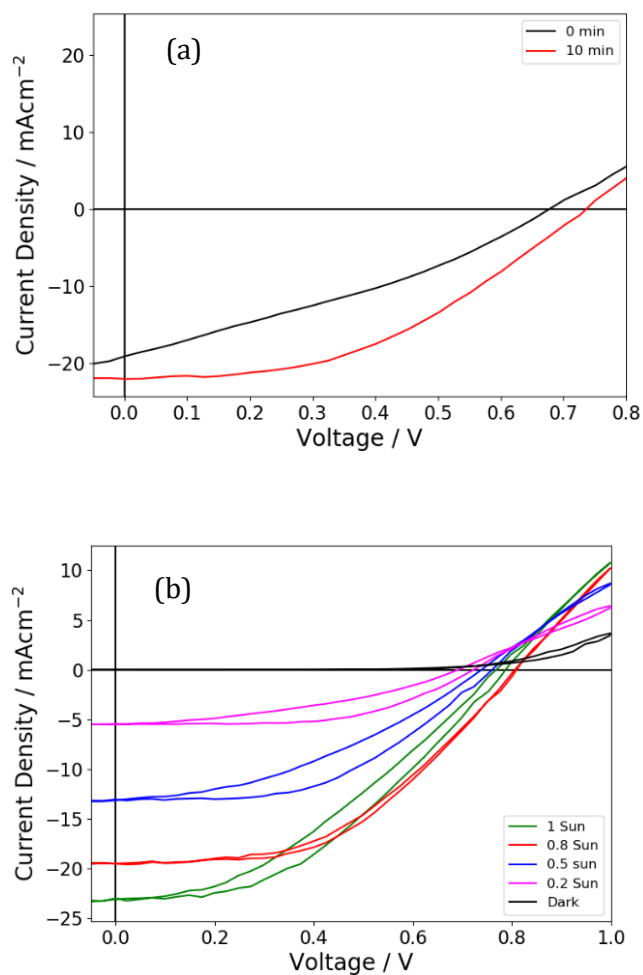 (a)
0 min
10 min
Current Density / mAcm⁻²
20
10
0
−10
−20
0.0 0.1 0.2 0.3 0.4 0.5 0.6 0.7 0.8
Voltage / V
(b)
Current Density / mAcm⁻²
10
5
0
−5
−10
−15
−20
−25
1 Sun
0.8 Sun
0.5 sun
0.2 Sun
Dark
0.0 0.2 0.4 0.6 0.8 1.0
Voltage / V